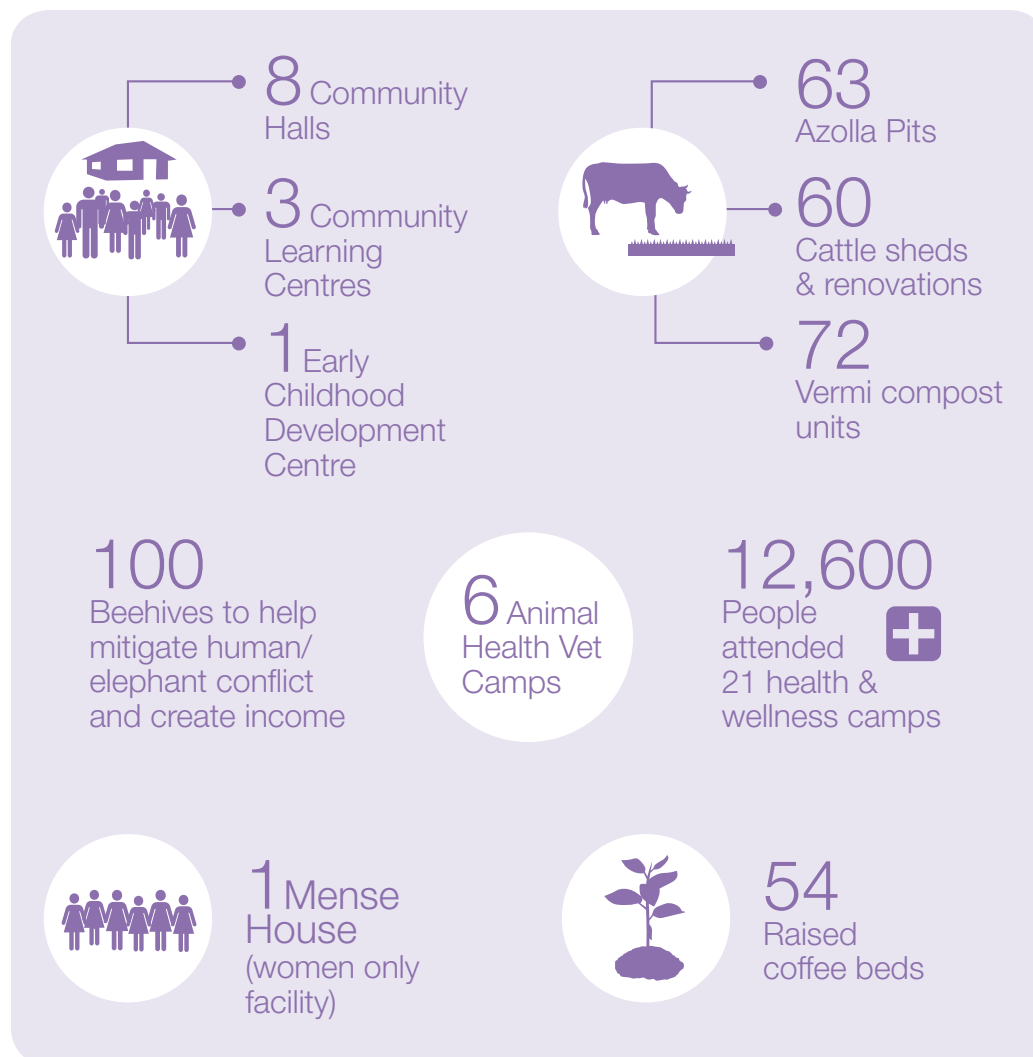 8 Community
Halls
3 Community
Learning
Centres
1 Early
Childhood
Development
Centre
63
Azolla Pits
60
Cattle sheds
& renovations
72
Vermi compost
units
100
Beehives to help
mitigate human/
elephant conflict
and create income
6 Animal
Health Vet
Camps
12,600
People
attended
21 health &
wellness camps
1 Mense
House
(women only
facility)
54
Raised
coffee beds